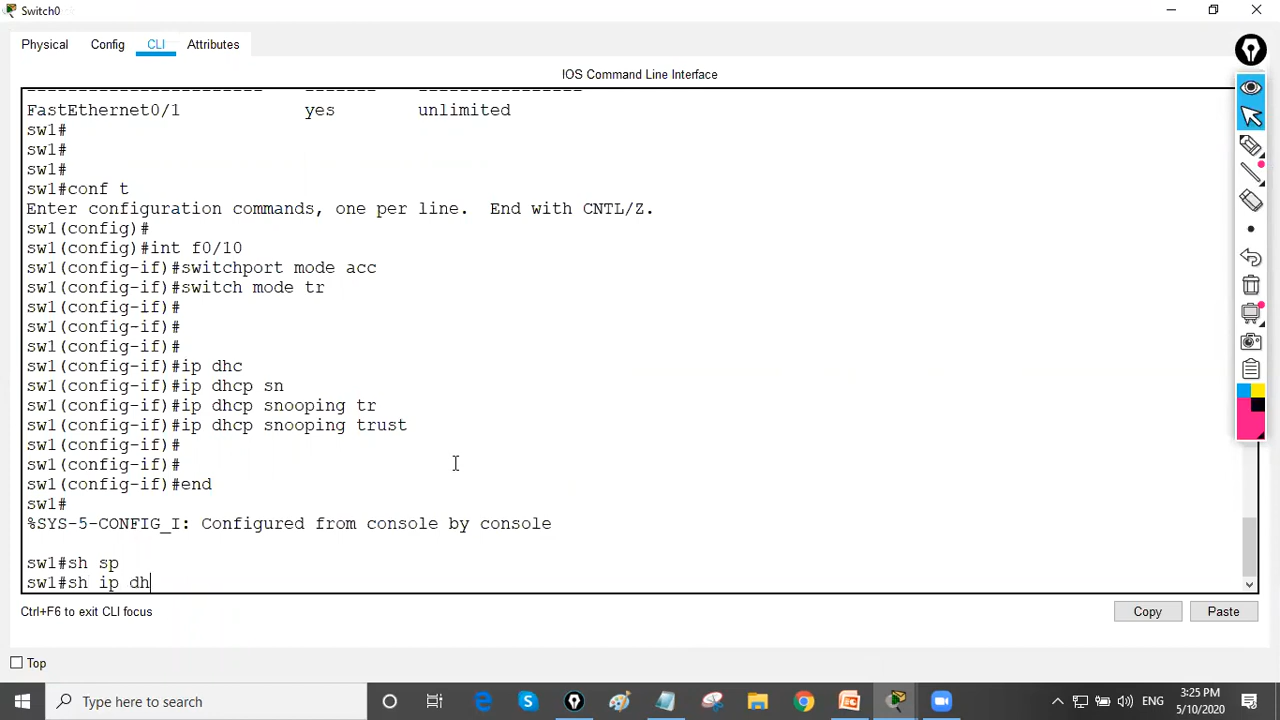 Switch0
Physical Config CLI Attributes
IOS Command Line Interface
----------------------- ------- ----------------
FastEthernet0/1 yes unlimited
sw1#
sw1#
sw1#
sw1#conf t
Enter configuration commands, one per line. End with CNTL/Z.
sw1(config)#
sw1(config)#int f0/10
sw1(config-if)#switchport mode acc
sw1(config-if)#switch mode tr
sw1(config-if)#
sw1(config-if)#
sw1(config-if)#
sw1(config-if)#ip dhc
sw1(config-if)#ip dhcp sn
sw1(config-if)#ip dhcp snooping tr
sw1(config-if)#ip dhcp snooping trust
sw1(config-if)#
sw1(config-if)#
sw1(config-if)#end
sw1#
%SYS-5-CONFIG_I: Configured from console by console
sw1#sh sp
sw1#sh ip dh
Ctrl+F6 to exit CLI focus
Copy Paste
Top
Type here to search
ENG
3:25 PM
5/10/2020